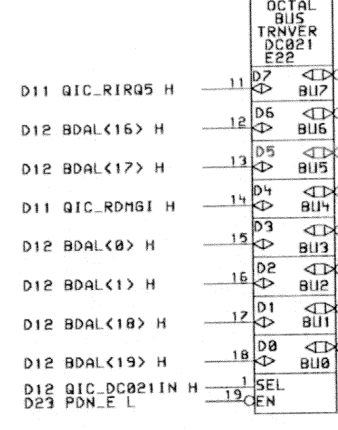 OCTAL
BUS
TRNVER
DC021
E22
D11 QIC_RIRQ5 H 11 D7 BU7
D12 BDAL<16> H 12 D6 BU6
D12 BDAL<17> H 13 D5 BU5
D11 QIC_RDMGI H 14 D4 BU4
D12 BDAL<0> H 15 D3 BU3
D12 BDAL<1> H 16 D2 BU2
D12 BDAL<18> H 17 D1 BU1
D12 BDAL<19> H 18 D0 BU0
D12 QIC_DC021IN H 1 SEL
D23 PDN_E L 19 EN